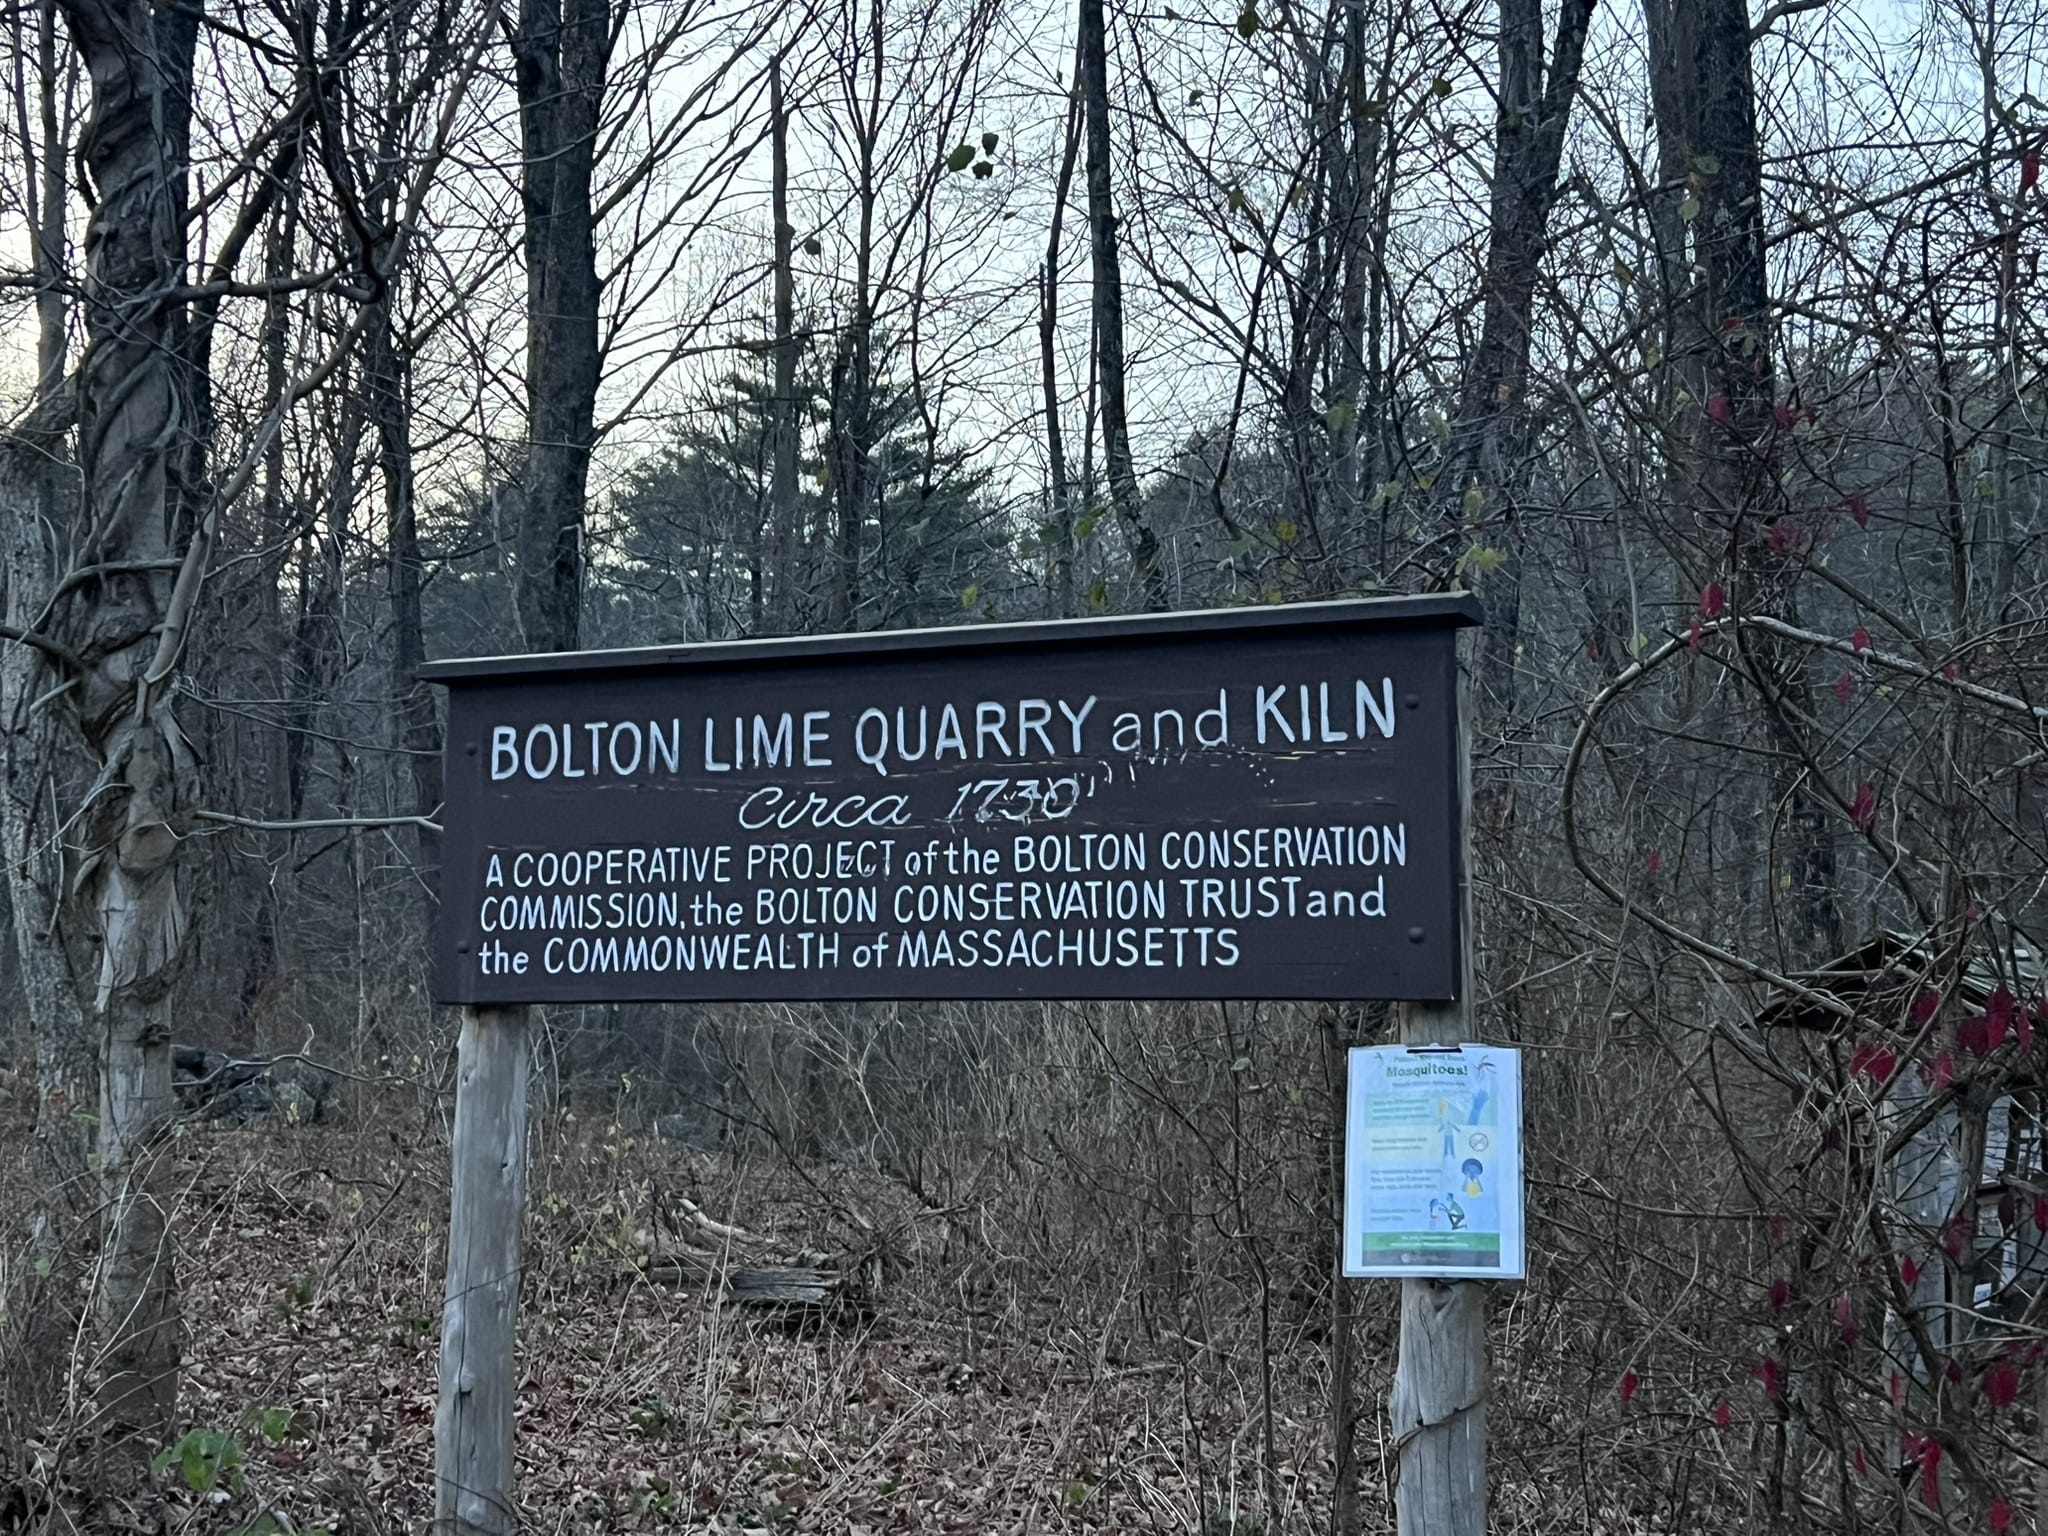 BOLTON LIME QUARRY and KILN
Circa 1730
A COOPERATIVE PROJECT of the BOLTON CONSERVATION
COMMISSION, the BOLTON CONSERVATION TRUST and
the COMMONWEALTH of MASSACHUSETTS
Mosquitoes!